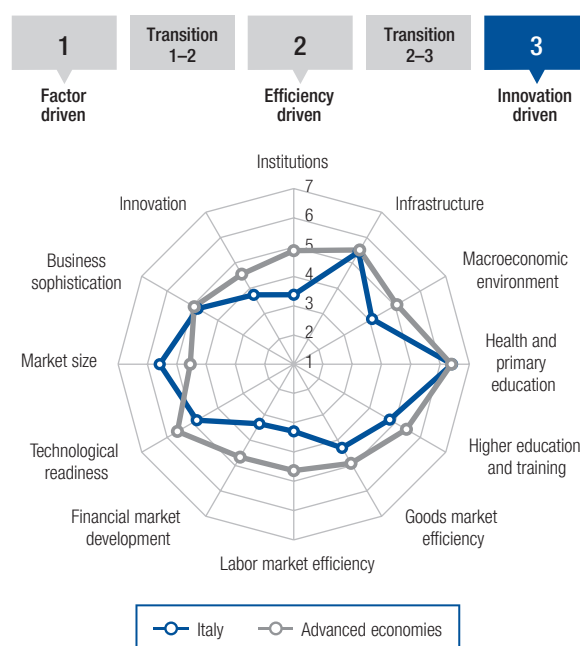 1
Transition
1–2
2
Transition
2–3
3
Factor
driven
Efficiency
driven
Innovation
driven
Institutions
7
6
5
4
3
2
1
Infrastructure
Macroeconomic
environment
Health and
primary
education
Higher education
and training
Goods market
efficiency
Labor market efficiency
Financial market
development
Technological
readiness
Market size
Business
sophistication
Innovation
Italy
Advanced economies